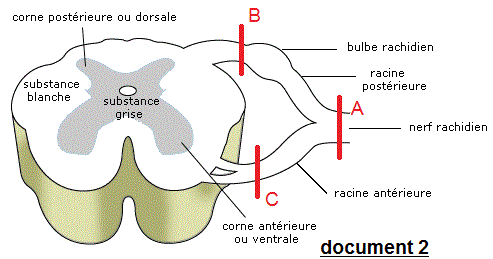 corne postérieure ou dorsale
B
bulbe rachidien
substance
blanche
substance
grise
racine
postérieure
A
nerf rachidien
C
racine antérieure
corne antérieure
ou ventrale
document 2